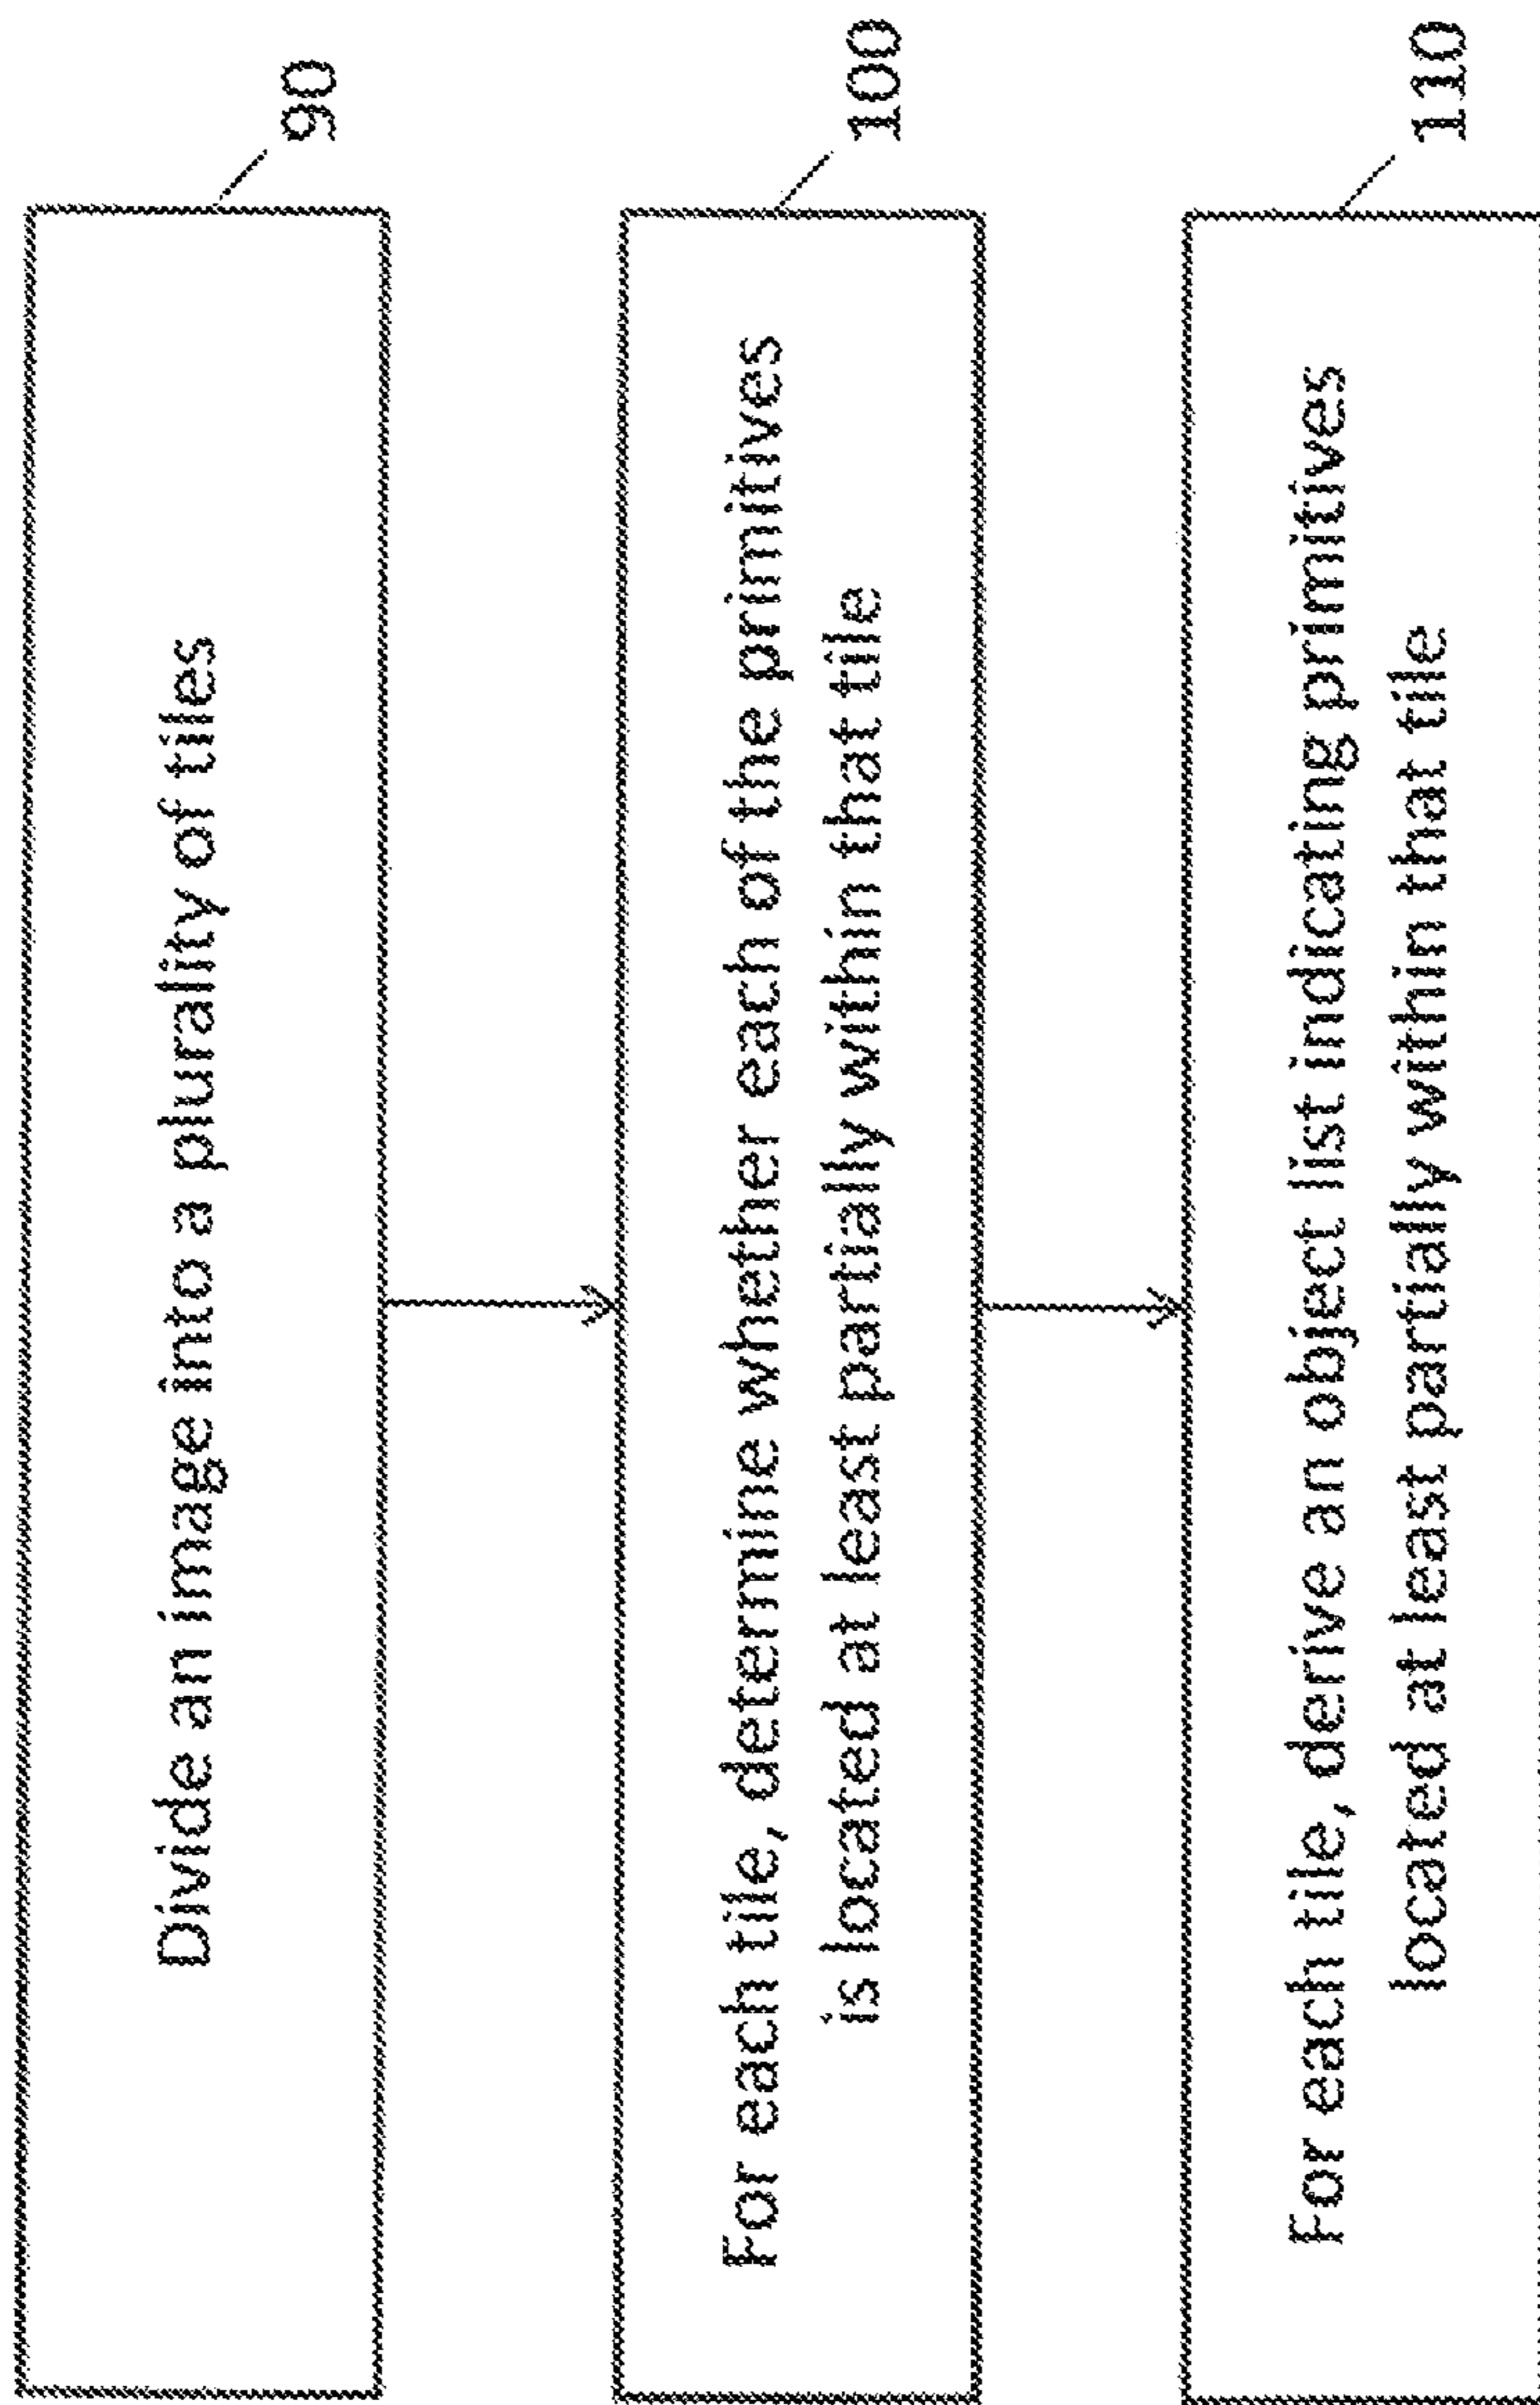 Divide an image into a plurality of tiles
90
For each tile, determine whether each of the primitives
is located at least partially within that tile
100
For each tile, derive an object list indicating primitives
located at least partially within that tile
110